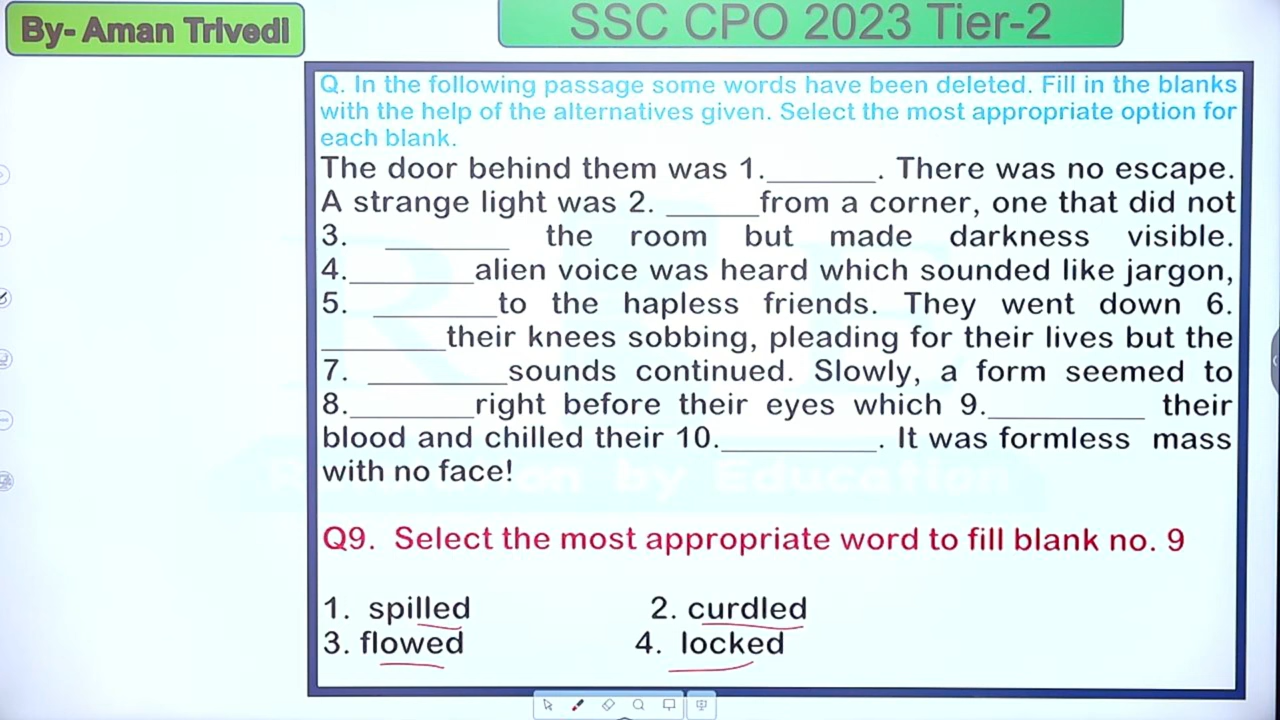 By- Aman Trivedi
SSC CPO 2023 Tier-2
Q. In the following passage some words have been deleted. Fill in the blanks
with the help of the alternatives given. Select the most appropriate option for
each blank.
The door behind them was 1.________. There was no escape.
A strange light was 2. ______from a corner, one that did not
3. ________ the room but made darkness visible.
4.________alien voice was heard which sounded like jargon,
5. ________to the hapless friends. They went down 6.
________their knees sobbing, pleading for their lives but the
7. _________sounds continued. Slowly, a form seemed to
8.________right before their eyes which 9.__________ their
blood and chilled their 10.__________. It was formless mass
with no face!
Q9. Select the most appropriate word to fill blank no. 9
1. spilled 2. curdled
3. flowed 4. locked